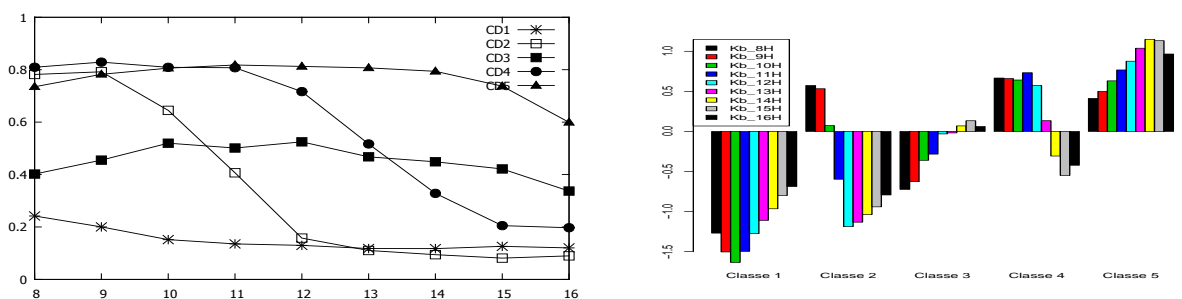 1
0.8
0.6
0.4
0.2
0
8 9 10 11 12 13 14 15 16
CD1
CD2
CD3
CD4
CD5
1.0
0.5
0.0
−0.5
−1.0
−1.5
Kb_8H
Kb_9H
Kb_10H
Kb_11H
Kb_12H
Kb_13H
Kb_14H
Kb_15H
Kb_16H
Classe 1 Classe 2 Classe 3 Classe 4 Classe 5